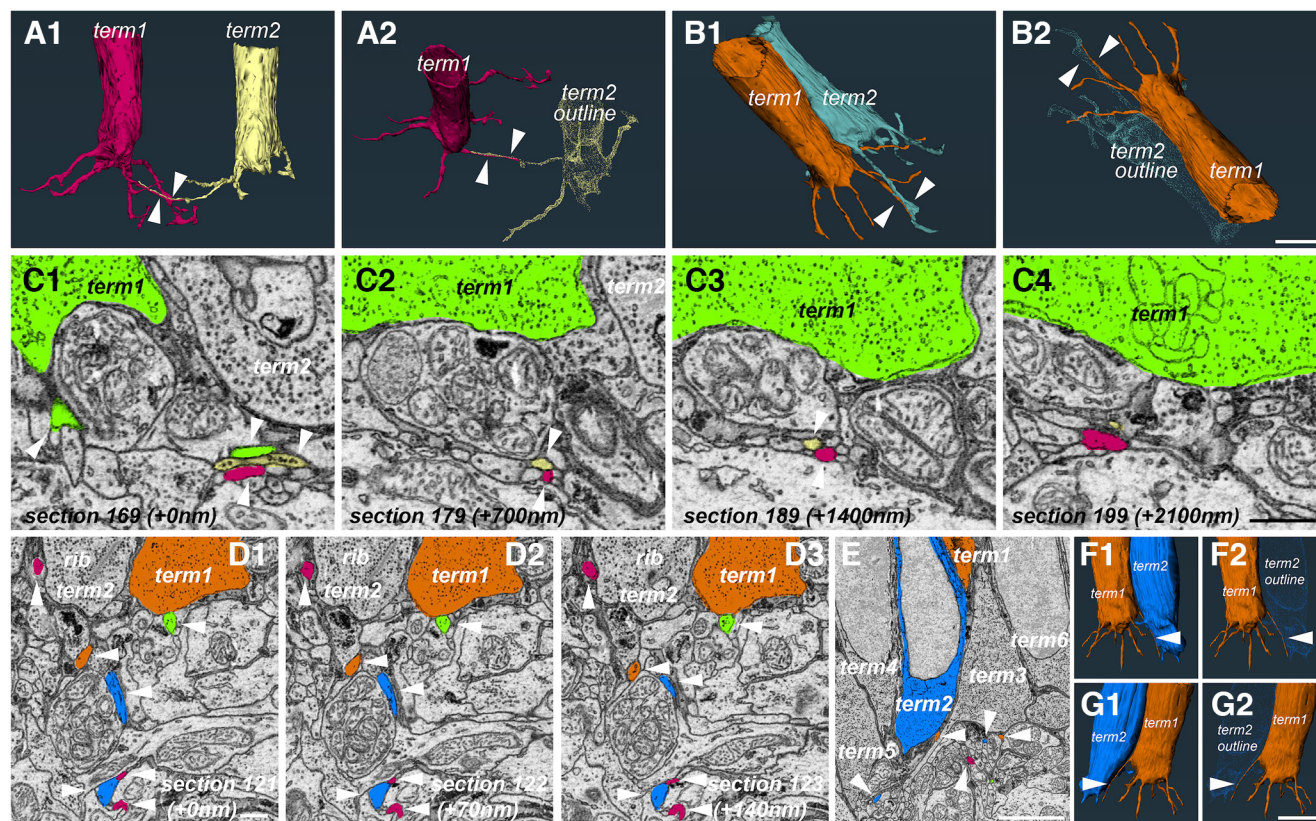 A1
term1
term2
A2
term1
term2
outline
B1
term1
term2
B2
term2
outline
term1
C1
term1
term2
section 169 (+0nm)
C2
term1
term2
section 179 (+700nm)
C3
term1
section 189 (+1400nm)
C4
term1
section 199 (+2100nm)
D1
rib
term2
term1
section 121
(+0nm)
D2
rib
term2
term1
section 122
(+70nm)
D3
rib
term2
term1
section 123
(+140nm)
E
term1
term6
term4
term3
term2
term5
F1
term2
term1
F2
term2
outline
term1
G1
term2
term1
G2
term2
outline
term1